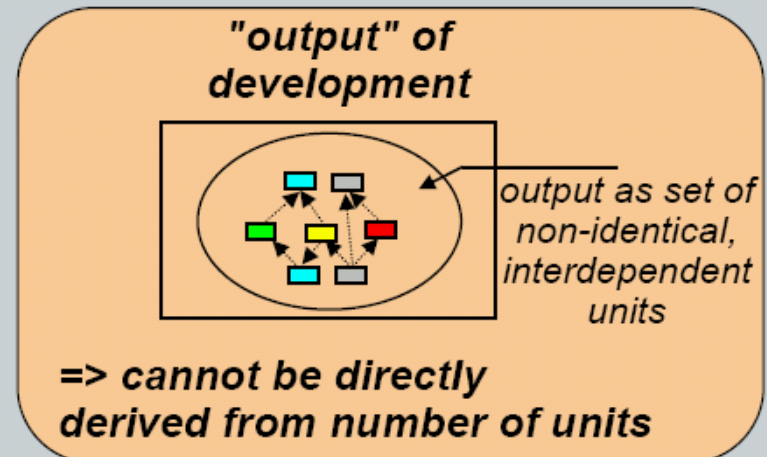 "output" of
development
output as set of
non-identical,
interdependent
units
=> cannot be directly
derived from number of units